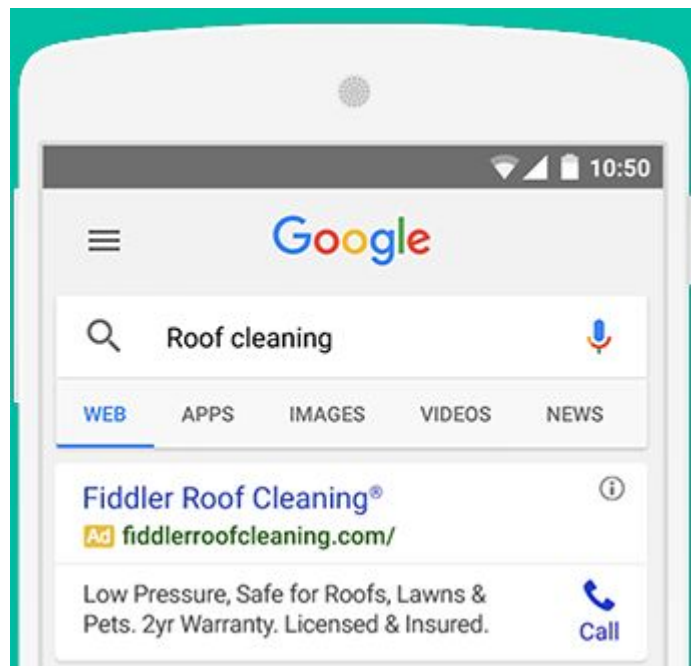 10:50
Google
Roof cleaning
WEB APPS IMAGES VIDEOS NEWS
Fiddler Roof Cleaning®
Ad fiddlerroofcleaning.com/
Low Pressure, Safe for Roofs, Lawns &
Pets. 2yr Warranty. Licensed & Insured.
Call